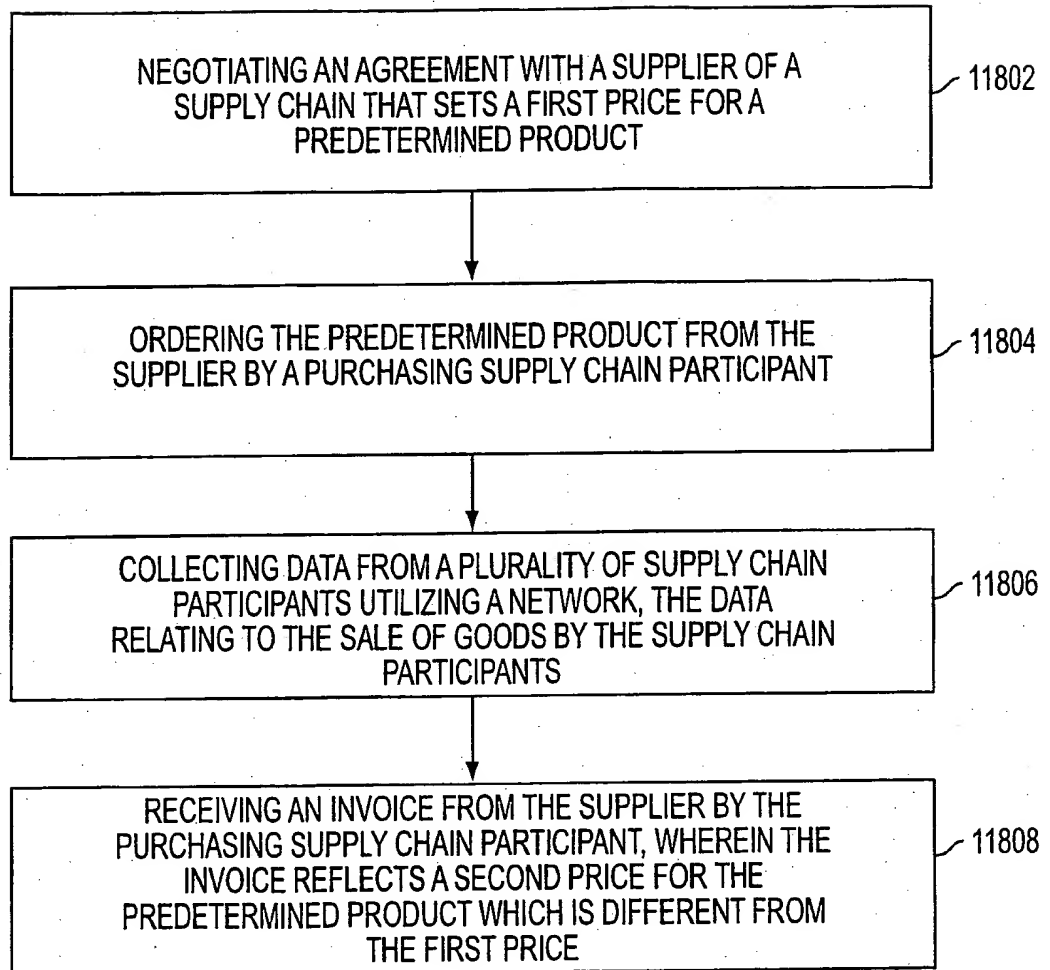 NEGOTIATING AN AGREEMENT WITH A SUPPLIER OF A
SUPPLY CHAIN THAT SETS A FIRST PRICE FOR A
PREDETERMINED PRODUCT
11802
ORDERING THE PREDETERMINED PRODUCT FROM THE
SUPPLIER BY A PURCHASING SUPPLY CHAIN PARTICIPANT
11804
COLLECTING DATA FROM A PLURALITY OF SUPPLY CHAIN
PARTICIPANTS UTILIZING A NETWORK, THE DATA
RELATING TO THE SALE OF GOODS BY THE SUPPLY CHAIN
PARTICIPANTS
11806
RECEIVING AN INVOICE FROM THE SUPPLIER BY THE
PURCHASING SUPPLY CHAIN PARTICIPANT, WHEREIN THE
INVOICE REFLECTS A SECOND PRICE FOR THE
PREDETERMINED PRODUCT WHICH IS DIFFERENT FROM
THE FIRST PRICE
11808